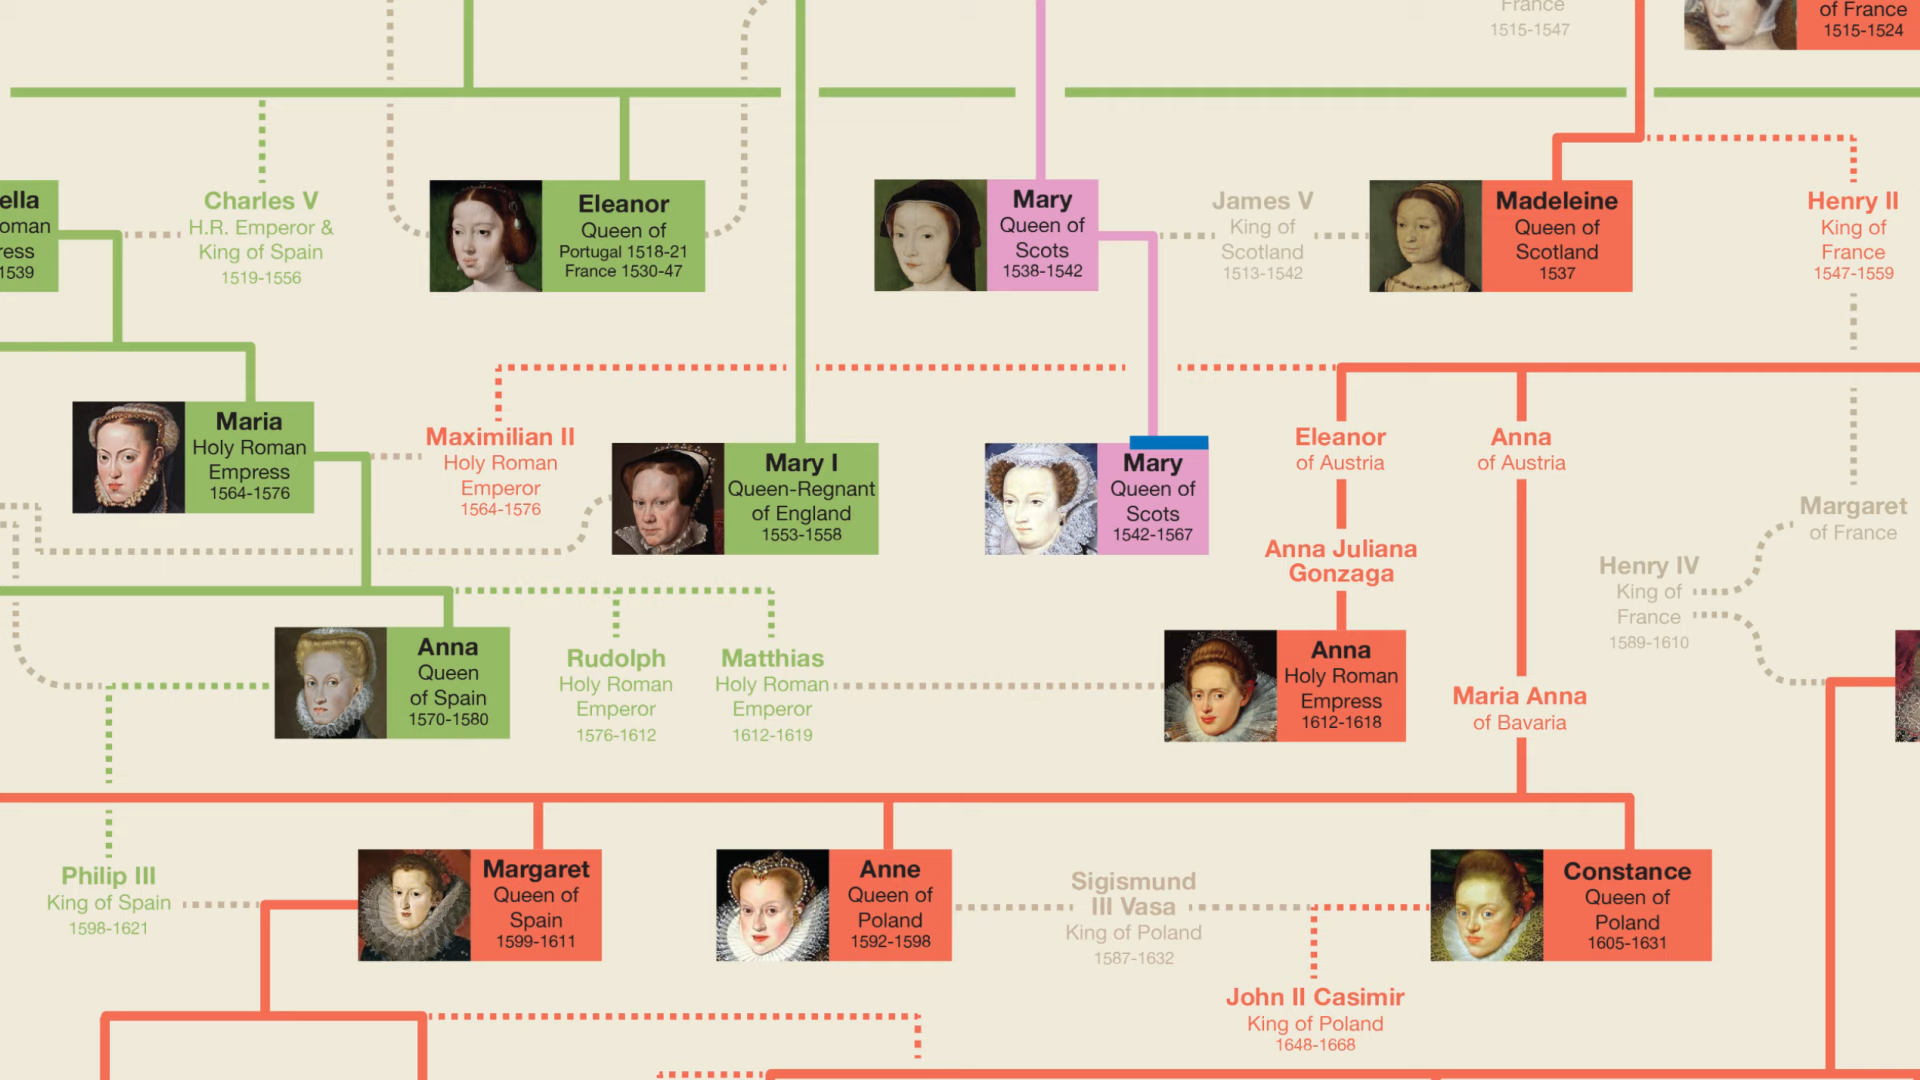 France
1515-1547
of France
1515-1524
ella
oman
ress
1539
Charles V
H.R. Emperor &
King of Spain
1519-1556
Eleanor
Queen of
Portugal 1518-21
France 1530-47
Mary
Queen of
Scots
1538-1542
James V
King of
Scotland
1513-1542
Madeleine
Queen of
Scotland
1537
Henry II
King of
France
1547-1559
Maria
Holy Roman
Empress
1564-1576
Maximilian II
Holy Roman
Emperor
1564-1576
Mary I
Queen-Regnant
of England
1553-1558
Mary
Queen of
Scots
1542-1567
Eleanor
of Austria
Anna
of Austria
Anna Juliana
Gonzaga
Margaret
of France
Henry IV
King of
France
1589-1610
Anna
Queen
of Spain
1570-1580
Rudolph
Holy Roman
Emperor
1576-1612
Matthias
Holy Roman
Emperor
1612-1619
Anna
Holy Roman
Empress
1612-1618
Maria Anna
of Bavaria
Philip III
King of Spain
1598-1621
Margaret
Queen of
Spain
1599-1611
Anne
Queen of
Poland
1592-1598
Sigismund
III Vasa
King of Poland
1587-1632
Constance
Queen of
Poland
1605-1631
John II Casimir
King of Poland
1648-1668